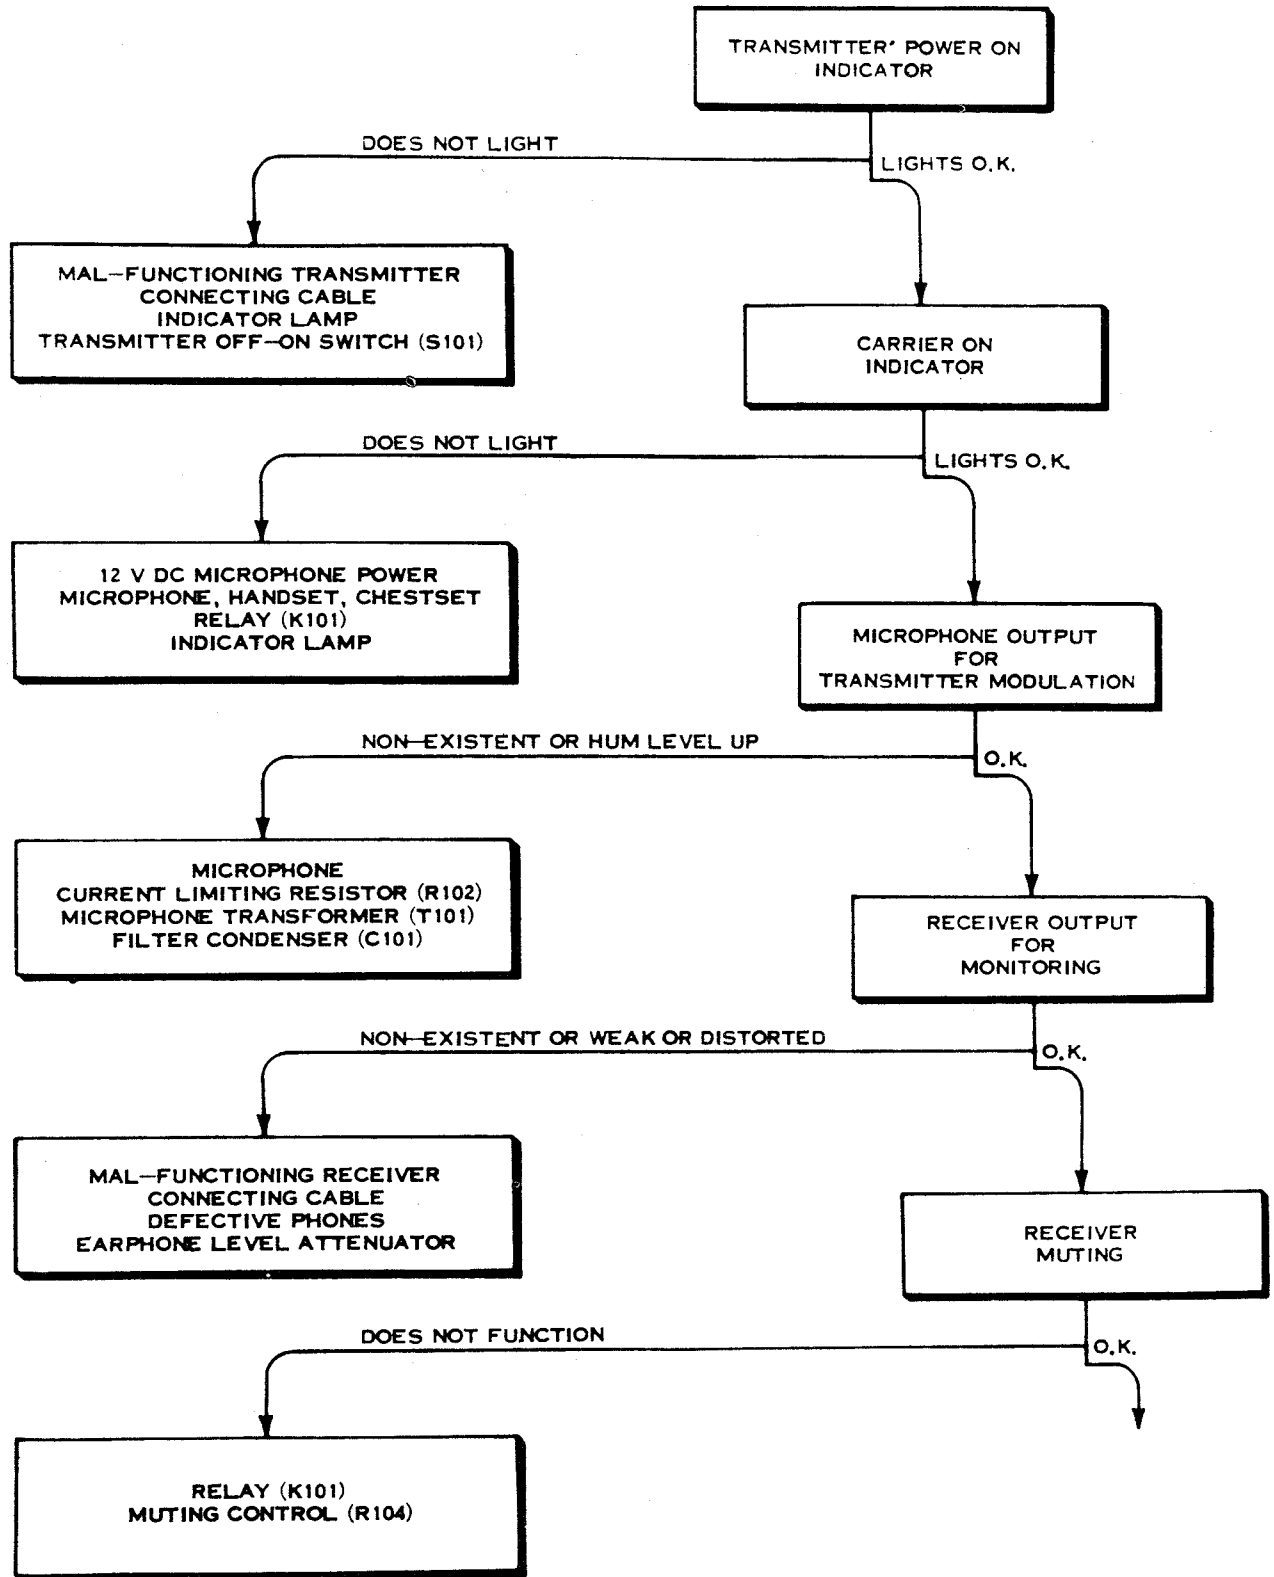 TRANSMITTER' POWER ON
INDICATOR
DOES NOT LIGHT
LIGHTS O.K.
MAL—FUNCTIONING TRANSMITTER
CONNECTING CABLE
INDICATOR LAMP
TRANSMITTER OFF—ON SWITCH (S101)
CARRIER ON
INDICATOR
DOES NOT LIGHT
LIGHTS O.K.
12 V DC MICROPHONE POWER
MICROPHONE, HANDSET, CHESTSET
RELAY (K101)
INDICATOR LAMP
MICROPHONE OUTPUT
FOR
TRANSMITTER MODULATION
NON—EXISTENT OR HUM LEVEL UP
O.K.
MICROPHONE
CURRENT LIMITING RESISTOR (R102)
MICROPHONE TRANSFORMER (T101)
FILTER CONDENSER (C101)
RECEIVER OUTPUT
FOR
MONITORING
NON—EXISTENT OR WEAK OR DISTORTED
O.K.
MAL—FUNCTIONING RECEIVER
CONNECTING CABLE
DEFECTIVE PHONES
EARPHONE LEVEL ATTENUATOR
RECEIVER
MUTING
DOES NOT FUNCTION
O.K.
RELAY (K101)
MUTING CONTROL (R104)